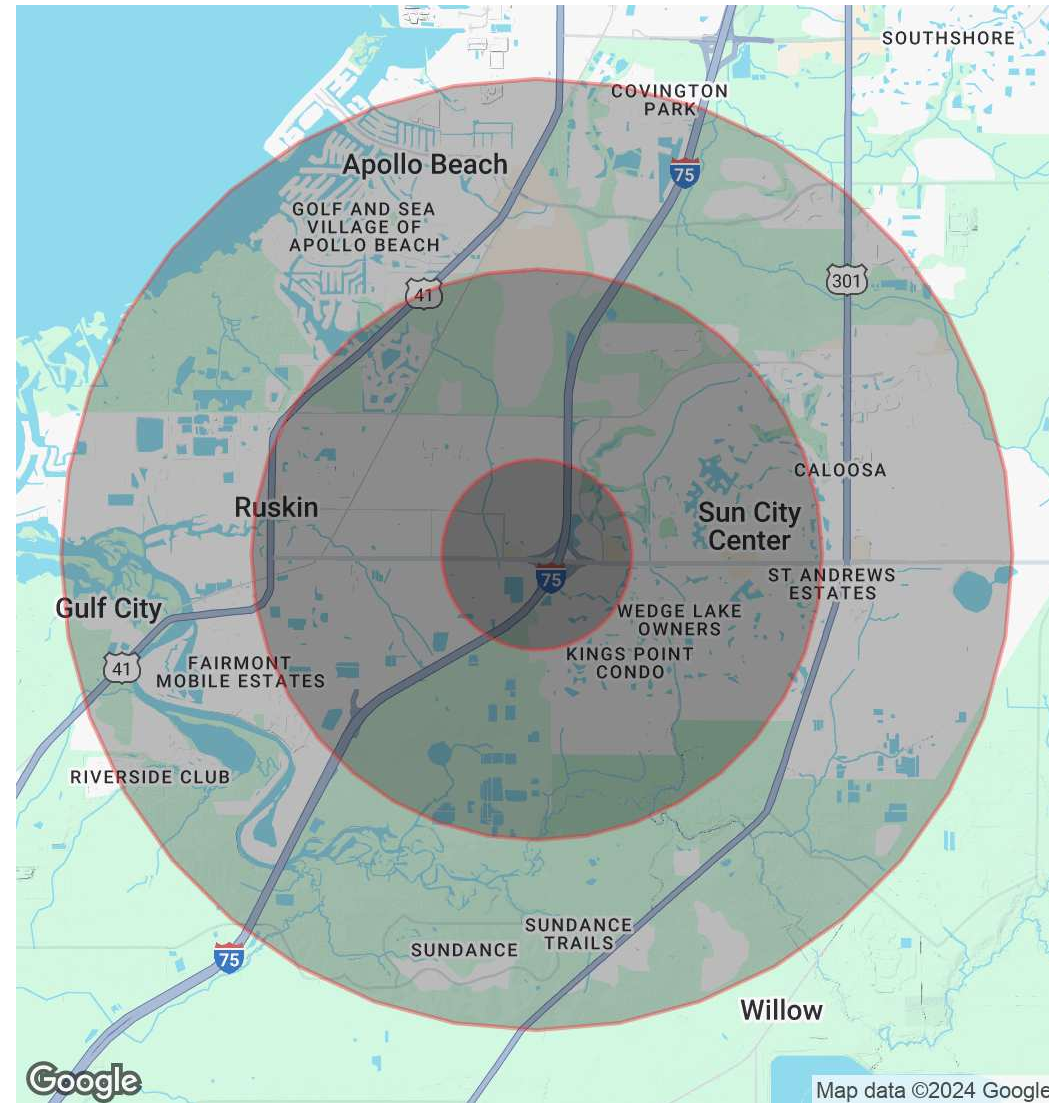 SOUTHSHORE
COVINGTON
PARK
Apollo Beach
75
GOLF AND SEA
VILLAGE OF
APOLLO BEACH
41
301
CALOOSA
Ruskin
Sun City
Center
75
ST ANDREWS
ESTATES
Gulf City
WEDGE LAKE
OWNERS
KINGS POINT
CONDO
41
FAIRMONT
MOBILE ESTATES
RIVERSIDE CLUB
SUNDANCE
TRAILS
SUNDANCE
75
Willow
Google
Map data ©2024 Google